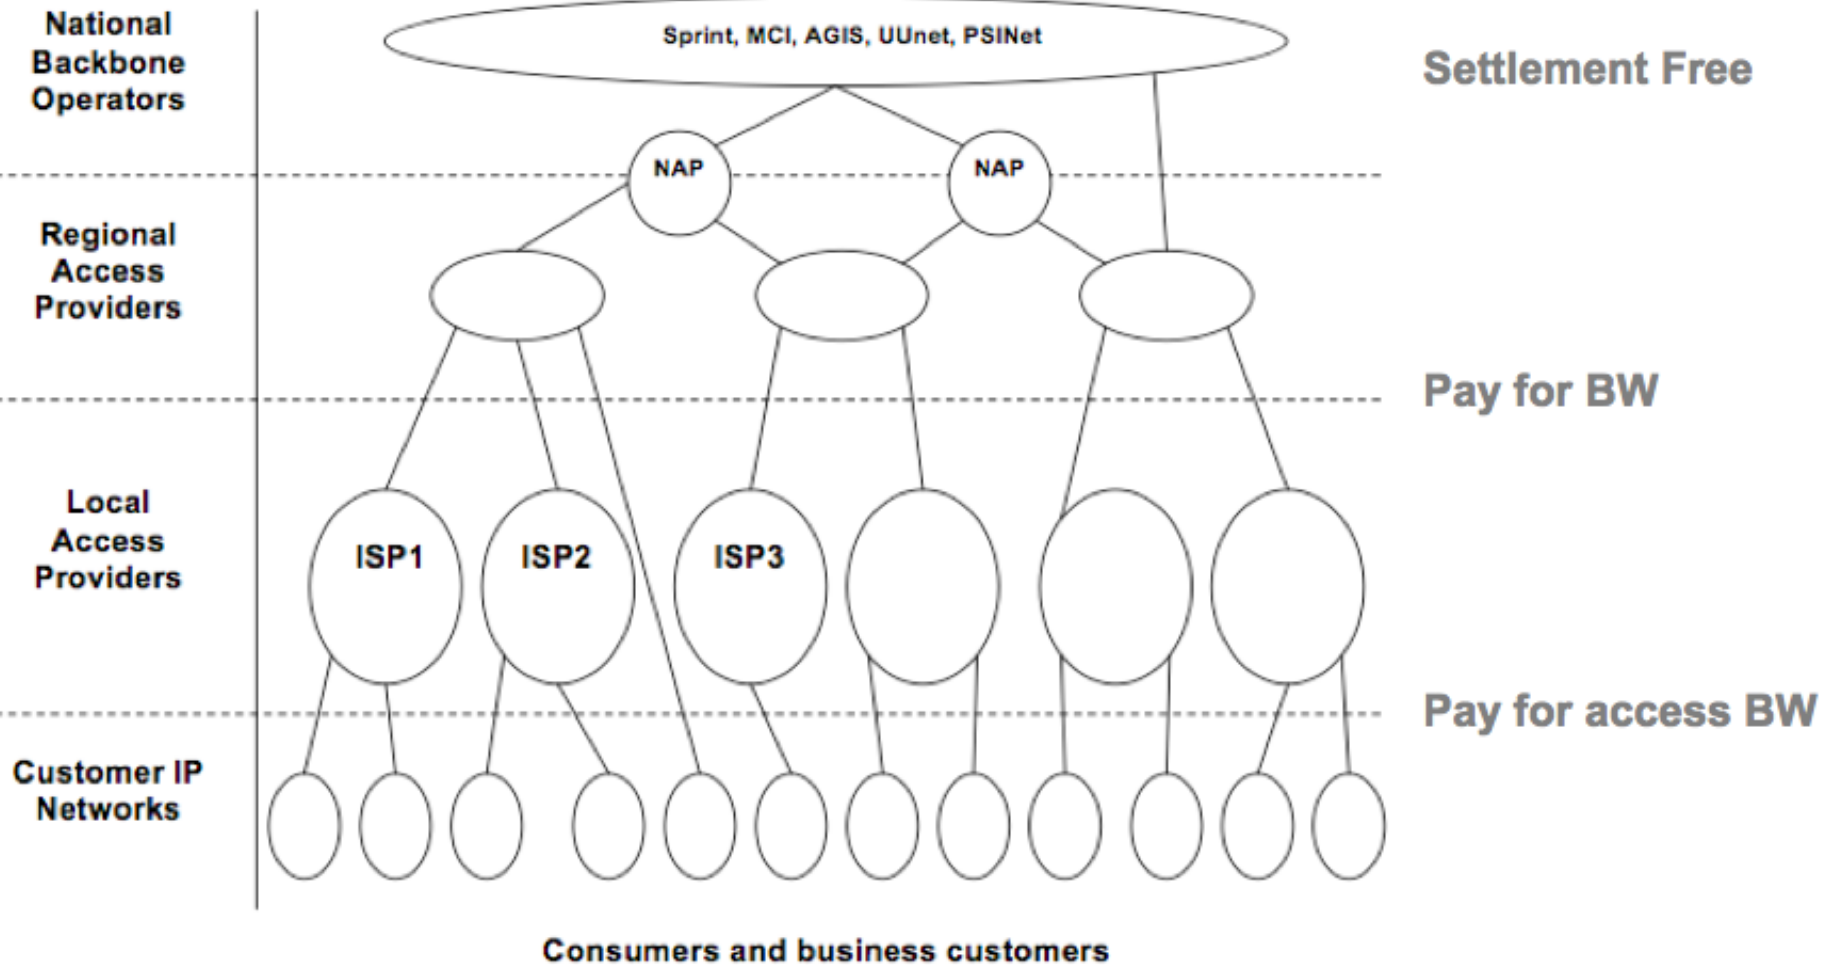 National
Backbone
Operators
Sprint, MCI, AGIS, UUnet, PSINet
Settlement Free
NAP
NAP
Regional
Access
Providers
Pay for BW
Local
Access
Providers
ISP1
ISP2
ISP3
Pay for access BW
Customer IP
Networks
Consumers and business customers